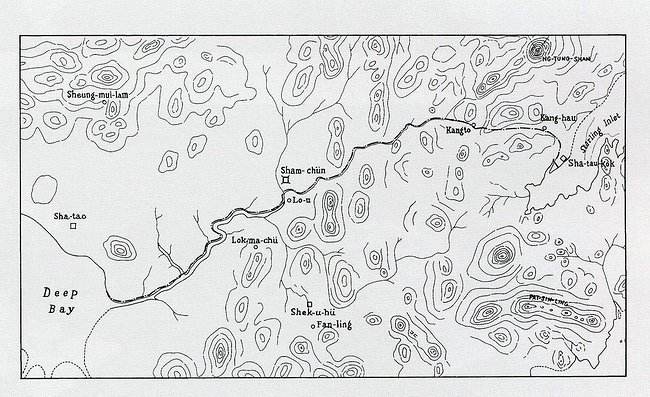 NG-TUNG-SHAN
Sheung-mui-lam
Kang-hau
Kangto
Starling Inlet
Sha-tau-kok
Sham-chün
Lo-u
Sha-tao
Lok-ma-chü
Deep
Bay
PAT-SIN-LING
Shek-u-hü
Fan-ling